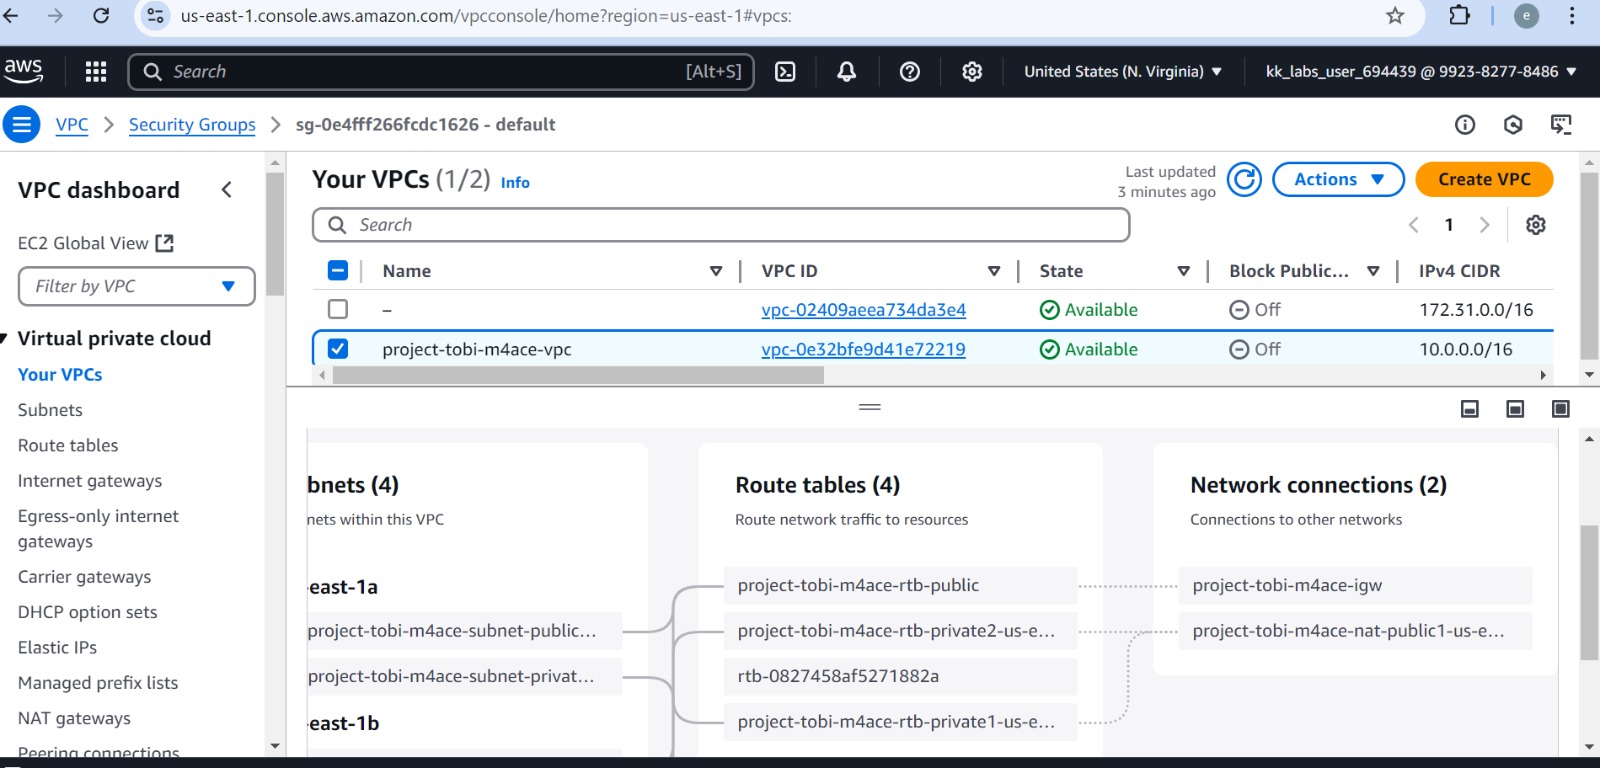 us-east-1.console.aws.amazon.com/vpcconsole/home?region=us-east-1#vpcs:
e
aws
Search
[Alt+S]
United States (N. Virginia)
kk_labs_user_694439 @ 9923-8277-8486
VPC
Security Groups
sg-0e4fff266fcdc1626 - default
VPC dashboard
EC2 Global View
Filter by VPC
Virtual private cloud
Your VPCs
Subnets
Route tables
Internet gateways
Egress-only internet
gateways
Carrier gateways
DHCP option sets
Elastic IPs
Managed prefix lists
NAT gateways
Peering connections
Your VPCs (1/2) Info
Last updated
3 minutes ago
Actions
Create VPC
Search
1
Name VPC ID State Block Public... IPv4 CIDR
– vpc-02409aeea734da3e4 Available Off 172.31.0.0/16
project-tobi-m4ace-vpc vpc-0e32bfe9d41e72219 Available Off 10.0.0.0/16
bnets (4)
nets within this VPC
east-1a
project-tobi-m4ace-subnet-public...
project-tobi-m4ace-subnet-privat...
east-1b
Route tables (4)
Route network traffic to resources
project-tobi-m4ace-rtb-public
project-tobi-m4ace-rtb-private2-us-e...
rtb-0827458af5271882a
project-tobi-m4ace-rtb-private1-us-e...
Network connections (2)
Connections to other networks
project-tobi-m4ace-igw
project-tobi-m4ace-nat-public1-us-e...